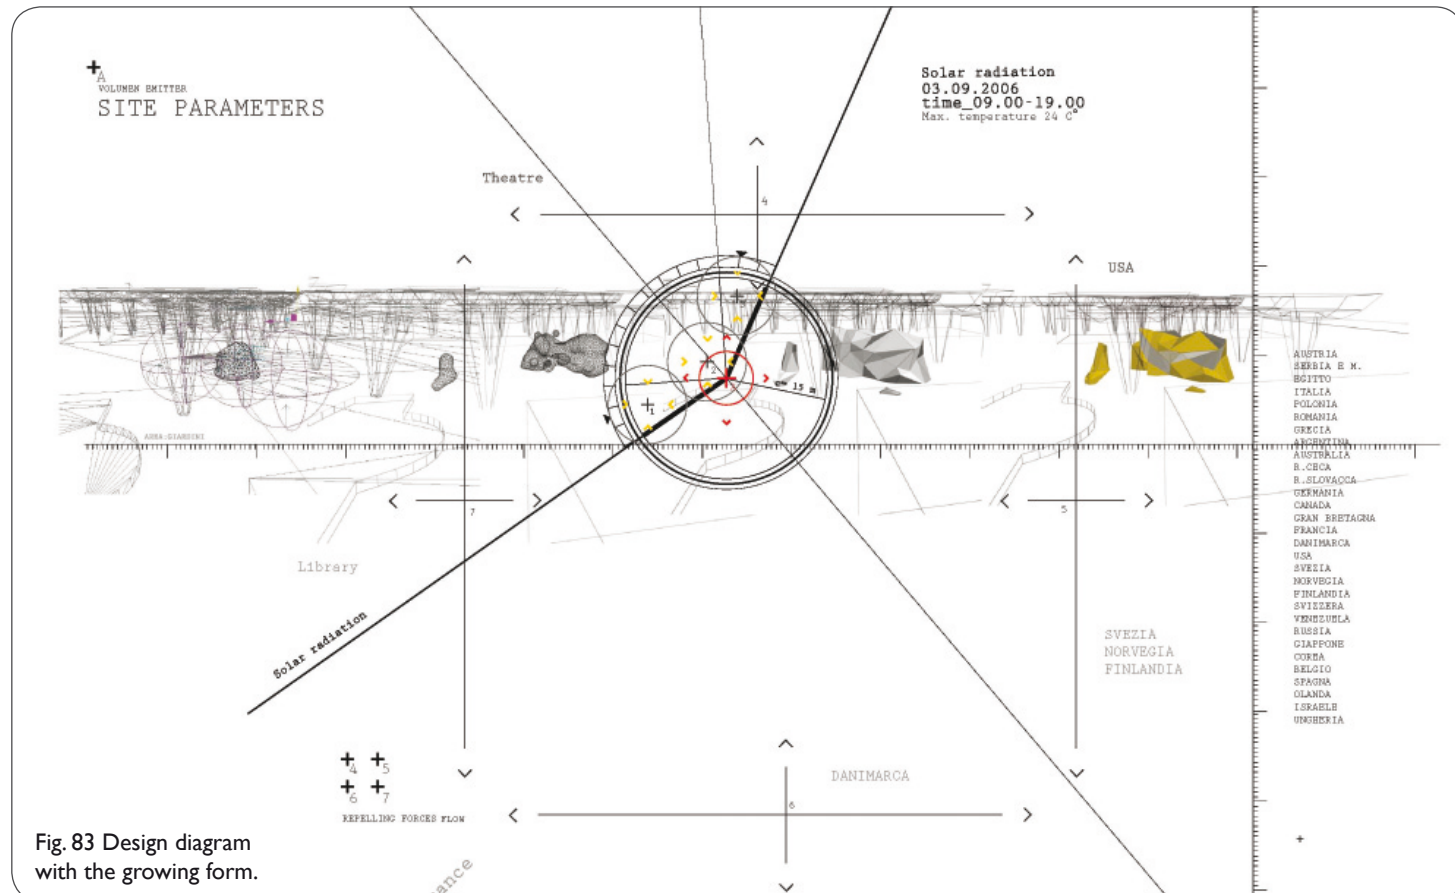 +A
VOLUMEN EMITTER
SITE PARAMETERS
Solar radiation
03.09.2006
time_09.00-19.00
Max. temperature 24 C°
Theatre
4
USA
3
2
1
r= 15 m
7
5
Library
Solar radiation
SVEZIA
NORVEGIA
FINLANDIA
DANIMARCA
6
+4 +5
+6 +7
REPELLING FORCES FLOW
AUSTRIA
SERBIA E M.
EGITTO
ITALIA
POLONIA
ROMANIA
GRECIA
ARGENTINA
AUSTRALIA
R.CECA
R.SLOVACCA
GERMANIA
CANADA
GRAN BRETAGNA
FRANCIA
DANIMARCA
USA
SVEZIA
NORVEGIA
FINLANDIA
SVIZZERA
VENEZUELA
RUSSIA
GIAPPONE
COREA
BELGIO
SPAGNA
OLANDA
ISRAELE
UNGHERIA
Fig. 83 Design diagram
with the growing form.